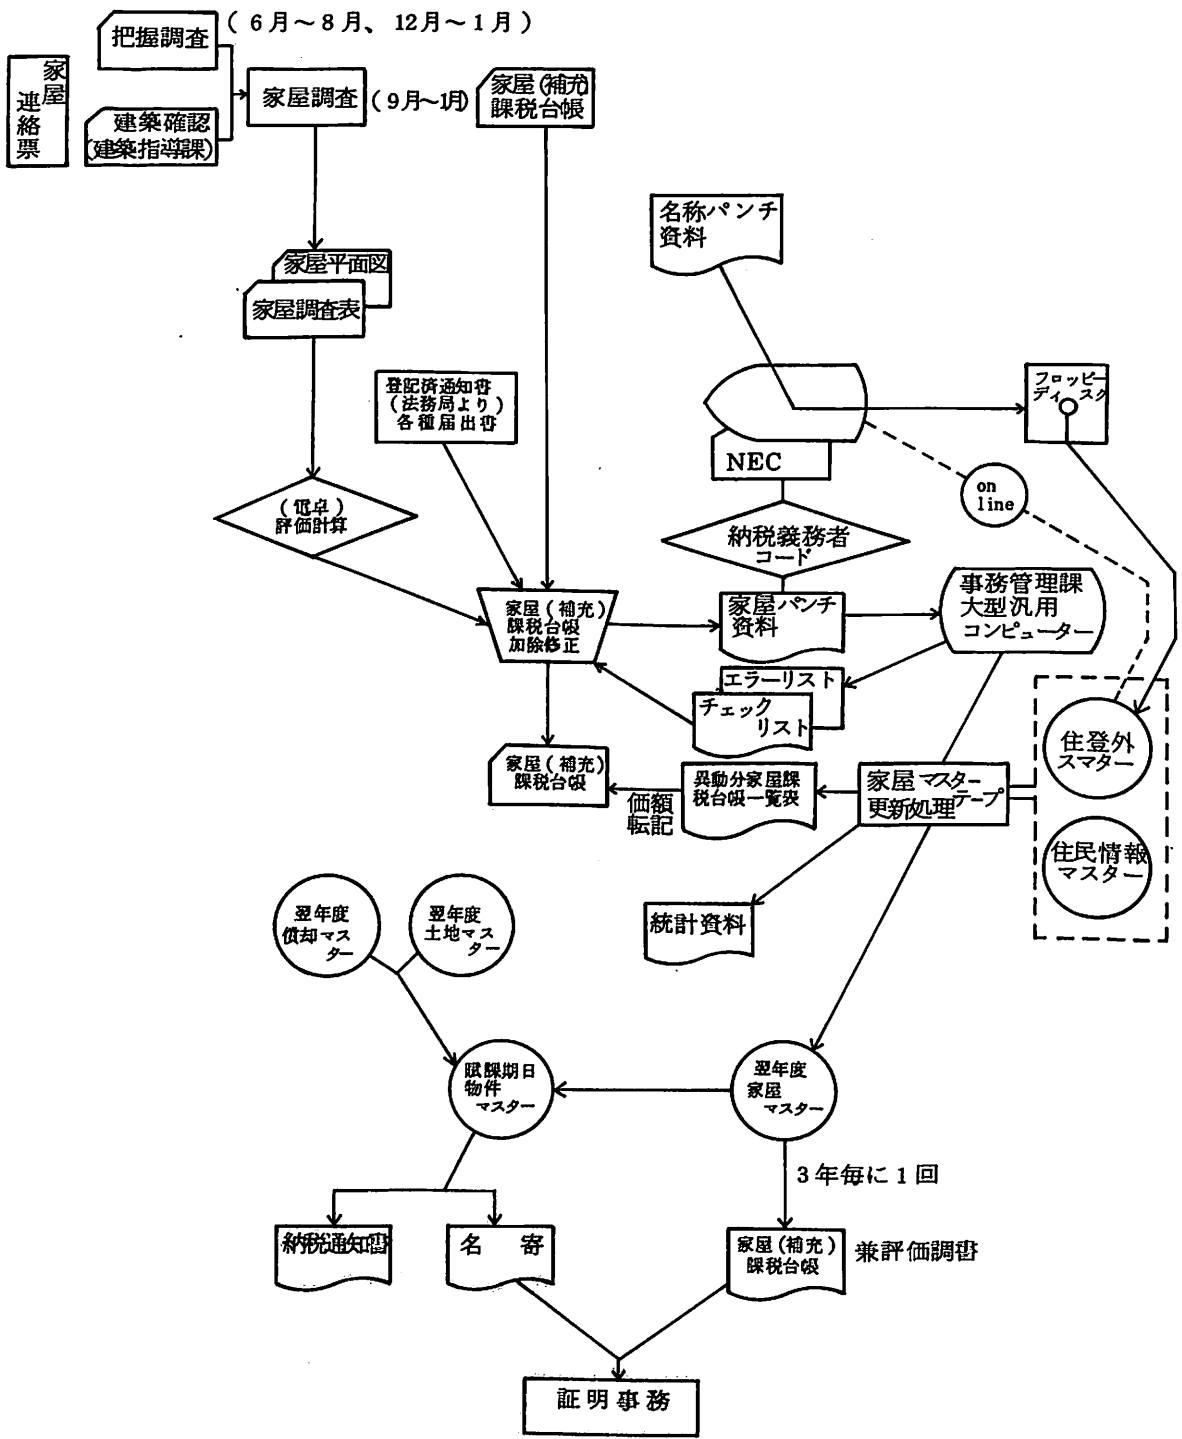 (6月～8月、12月～1月)
把握調査
家屋
連絡票
家屋調査
(9月～1月)
家屋(補充)
課税台帳
建築確認
(建築指導課)
名称パンチ
資料
家屋平面図
家屋調査表
登記済通知書
(法務局より)
各種届出書
フロッピー
ディスク
NEC
on
line
(電卓)
評価計算
納税義務者
コード
家屋(補充)
課税台帳
加除修正
家屋パンチ
資料
事務管理課
大型汎用
コンピューター
エラーリスト
チェック
リスト
住登外
スマター
家屋(補充)
課税台帳
価額
転記
異動分家屋課
税台帳一覧表
家屋マスター
テープ
更新処理
住民情報
マスター
翌年度
償却マス
ター
翌年度
土地マス
ター
統計資料
賦課期日
物件
マスター
翌年度
家屋
マスター
3年毎に1回
納税通知書
名寄
家屋(補充)
課税台帳
兼評価調書
証明事務